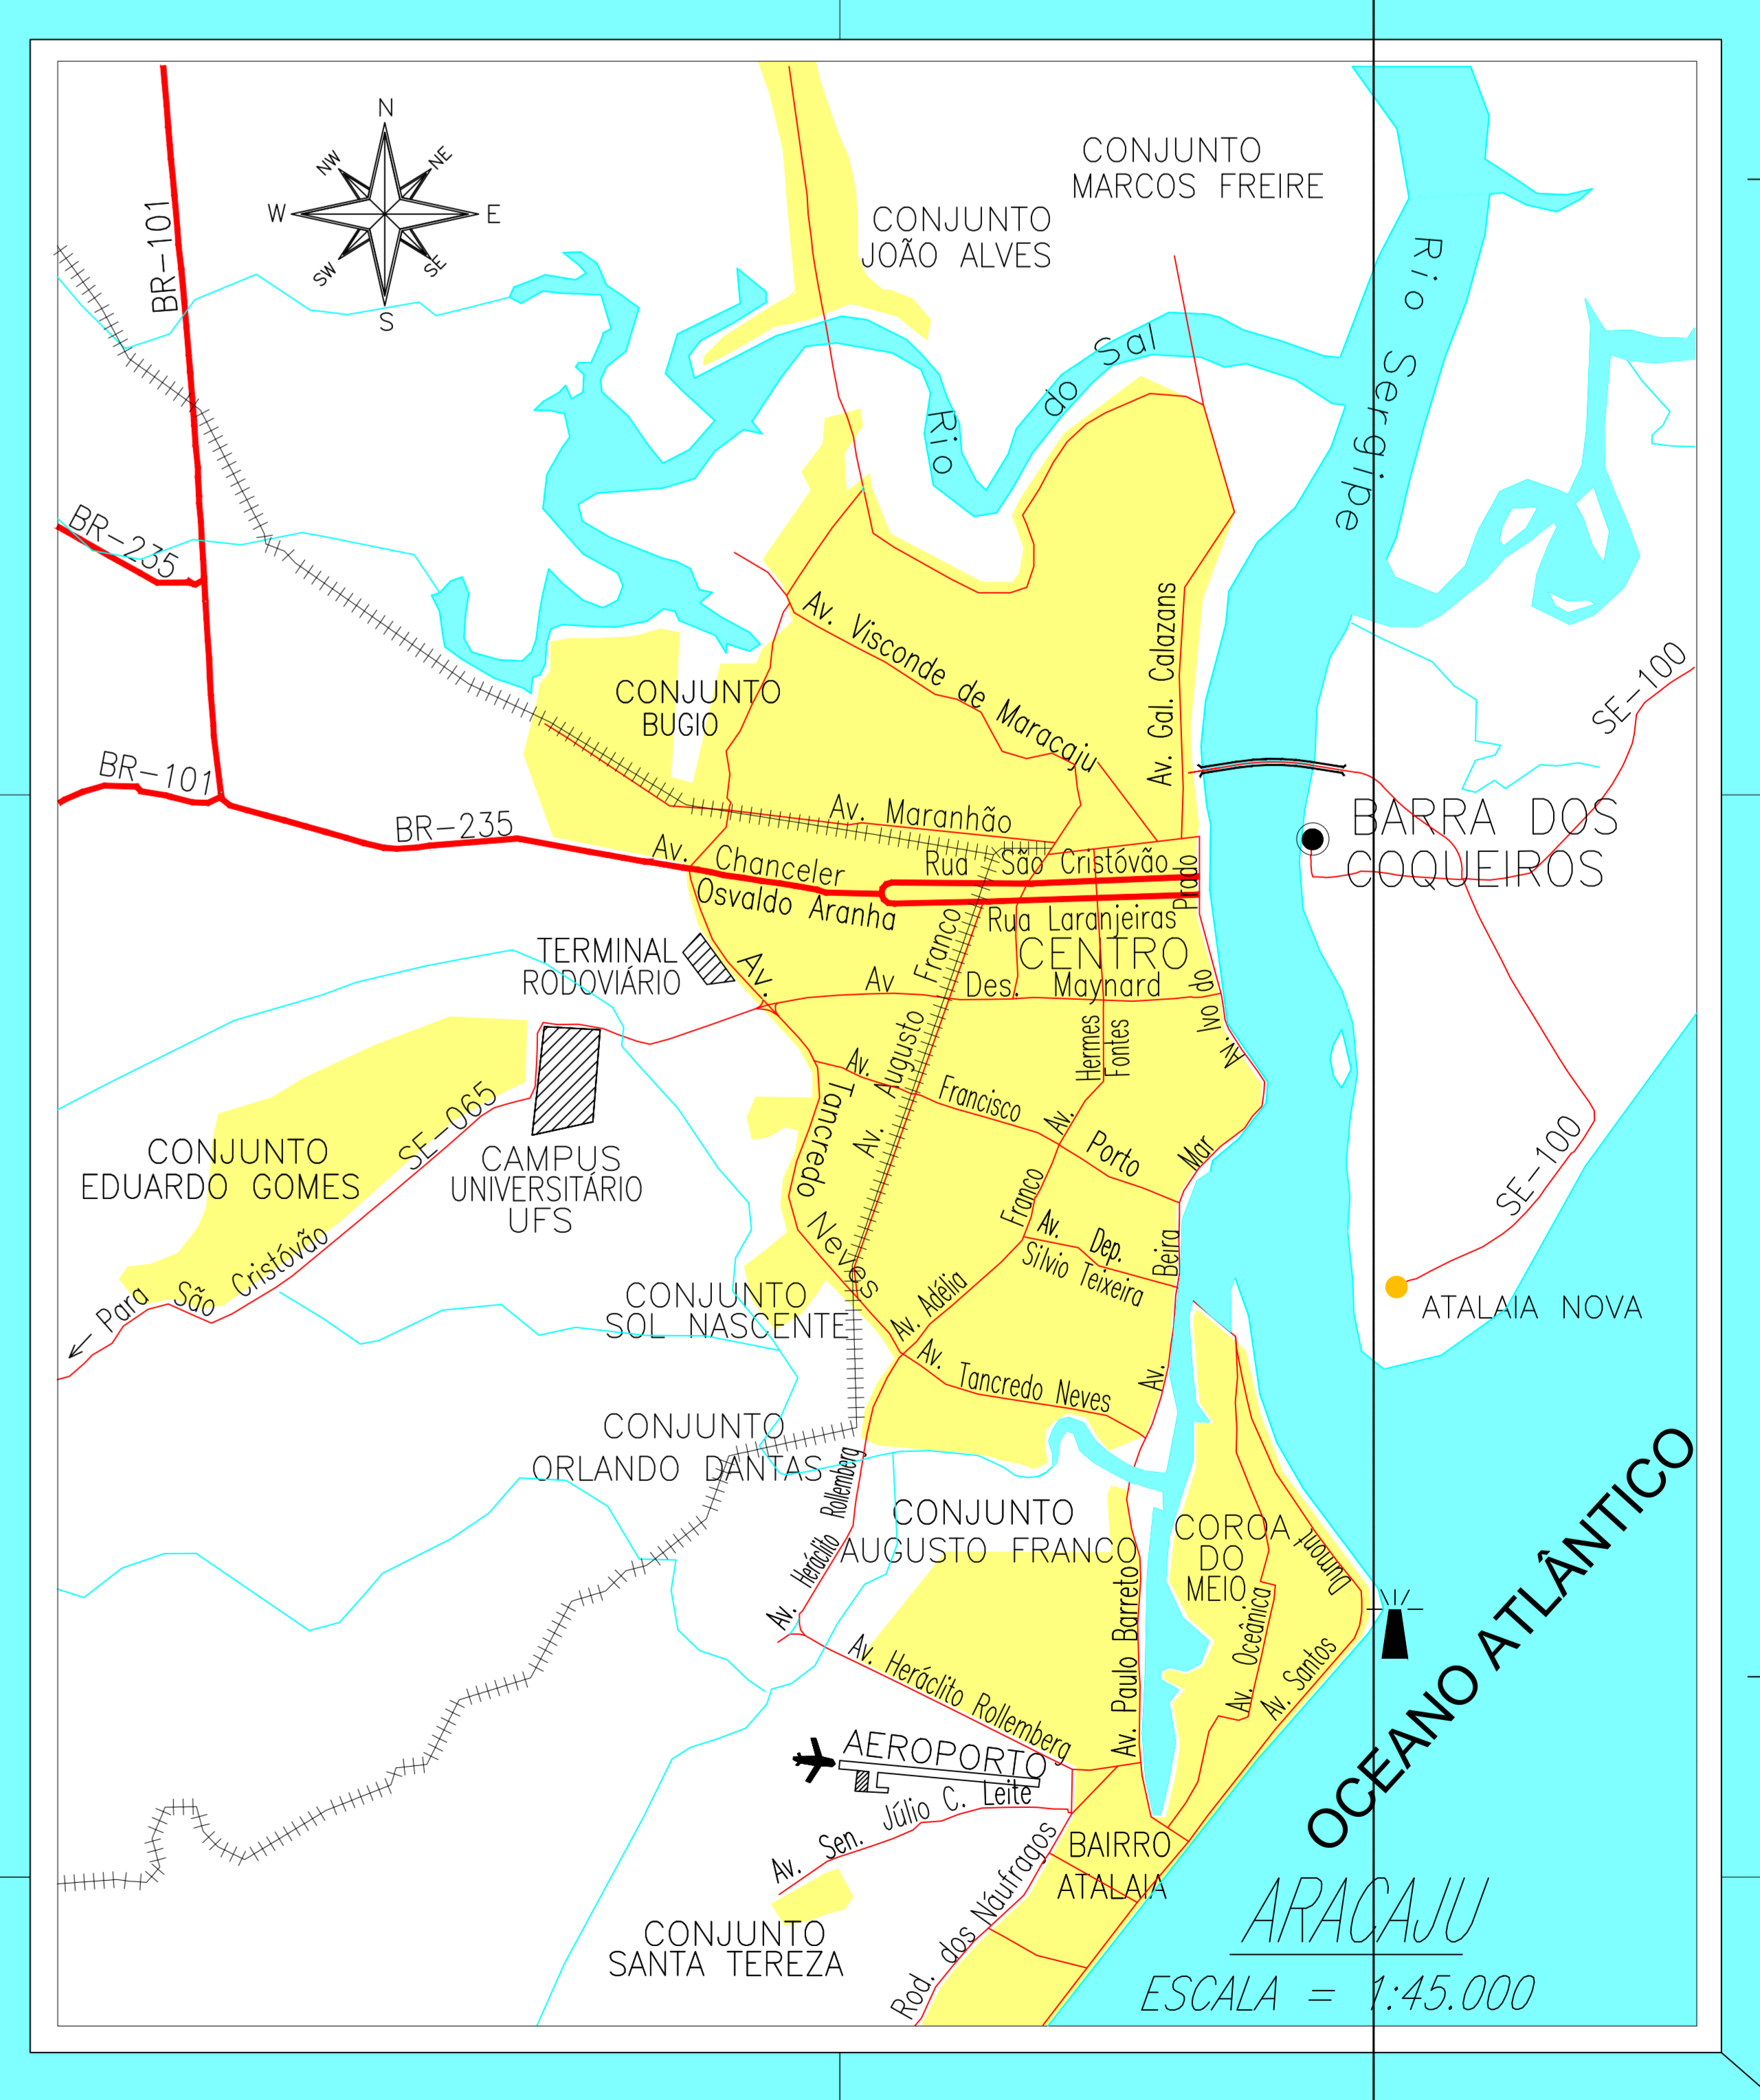 N
NW
NE
W
E
SW
SE
S
BR-101
CONJUNTO
MARCOS FREIRE
CONJUNTO
JOÃO ALVES
Rio Sergipe
Rio do Sal
BR-235
Av. Visconde de Maracaju
Av. Gal. Calazans
CONJUNTO
BUGIO
SE-100
BR-101
BR-235
Av. Maranhão
BARRA DOS
COQUEIROS
Av. Chanceler
Osvaldo Aranha
Rua São Cristóvão
Rua Laranjeiras
CENTRO
TERMINAL
RODOVIÁRIO
Av. Tancredo Neves
Av Des. Maynard
Av. Augusto Franco
Hermes
Fontes
Av.
Av. Ivo do Prado
Av. Francisco Porto
SE-065
CONJUNTO
EDUARDO GOMES
CAMPUS
UNIVERSITÁRIO
UFS
← Para São Cristóvão
SE-100
ATALAIA NOVA
Av. Adélia Franco
Av. Dep.
Silvio Teixeira
Av. Beira Mar
CONJUNTO
SOL NASCENTE
Av. Tancredo Neves
CONJUNTO
ORLANDO DANTAS
Av. Heráclito Rollemberg
CONJUNTO
AUGUSTO FRANCO
COROA
DO
MEIO
Av. Santos Dumont
Av. Oceânica
Av. Paulo Barreto
Av. Heráclito Rollemberg
OCEANO ATLÂNTICO
AEROPORTO
Av. Sen. Júlio C. Leite
Rod. dos Náufragos
BAIRRO
ATALAIA
CONJUNTO
SANTA TEREZA
ARACAJU
ESCALA = 1:45.000